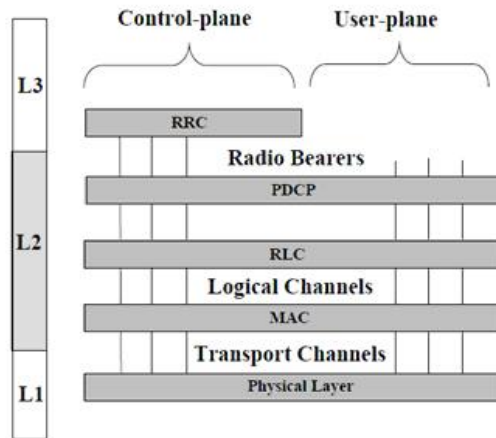 Control-plane
User-plane
L3
RRC
Radio Bearers
PDCP
L2
RLC
Logical Channels
MAC
Transport Channels
L1
Physical Layer